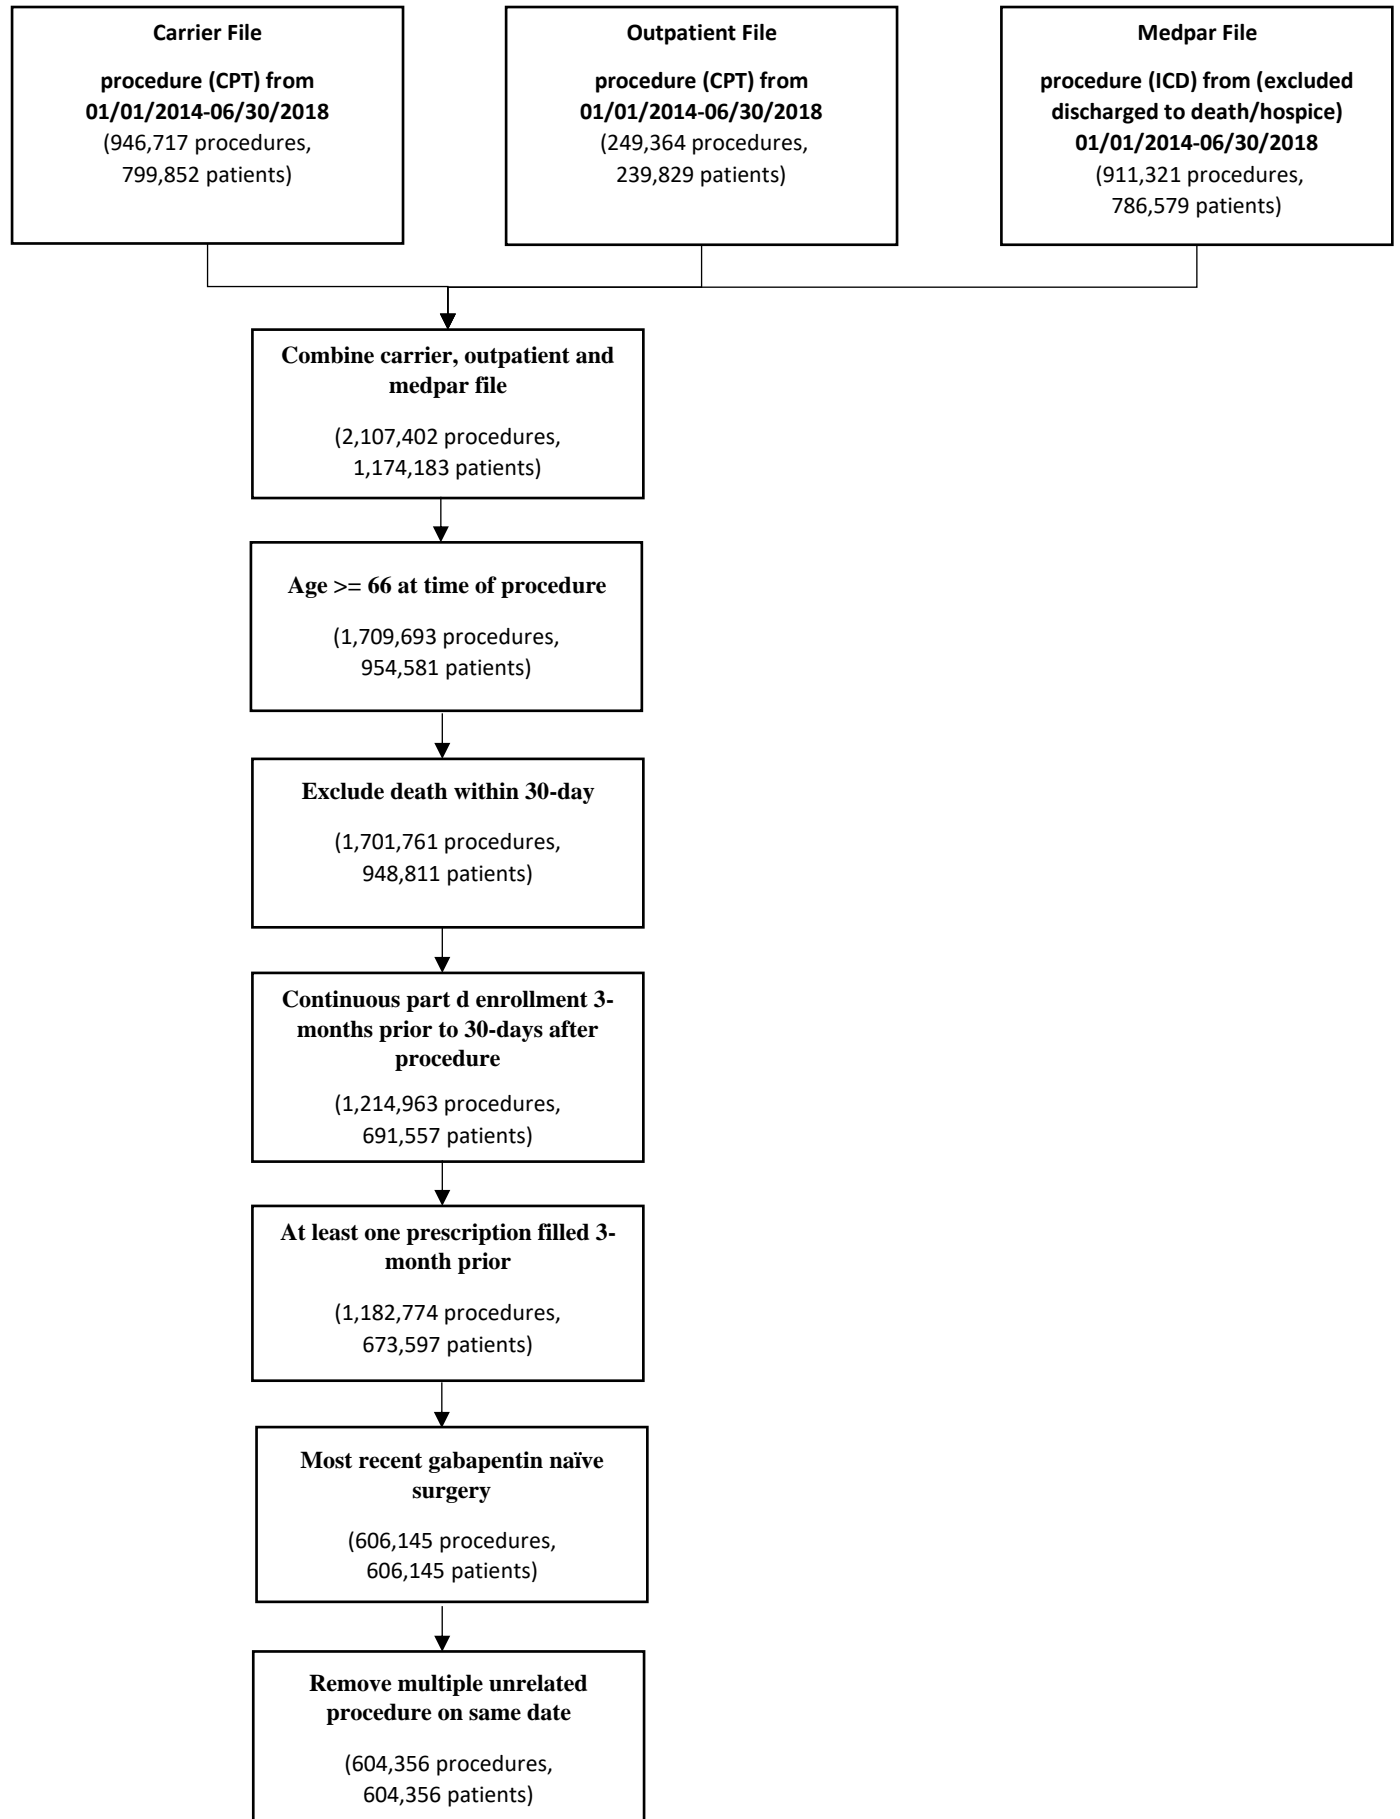 Carrier File
procedure (CPT) from
01/01/2014-06/30/2018
(946,717 procedures,
799,852 patients)
Outpatient File
procedure (CPT) from
01/01/2014-06/30/2018
(249,364 procedures,
239,829 patients)
Medpar File
procedure (ICD) from (excluded
discharged to death/hospice)
01/01/2014-06/30/2018
(911,321 procedures,
786,579 patients)
Combine carrier, outpatient and
medpar file
(2,107,402 procedures,
1,174,183 patients)
Age >= 66 at time of procedure
(1,709,693 procedures,
954,581 patients)
Exclude death within 30-day
(1,701,761 procedures,
948,811 patients)
Continuous part d enrollment 3-
months prior to 30-days after
procedure
(1,214,963 procedures,
691,557 patients)
At least one prescription filled 3-
month prior
(1,182,774 procedures,
673,597 patients)
Most recent gabapentin naïve
surgery
(606,145 procedures,
606,145 patients)
Remove multiple unrelated
procedure on same date
(604,356 procedures,
604,356 patients)